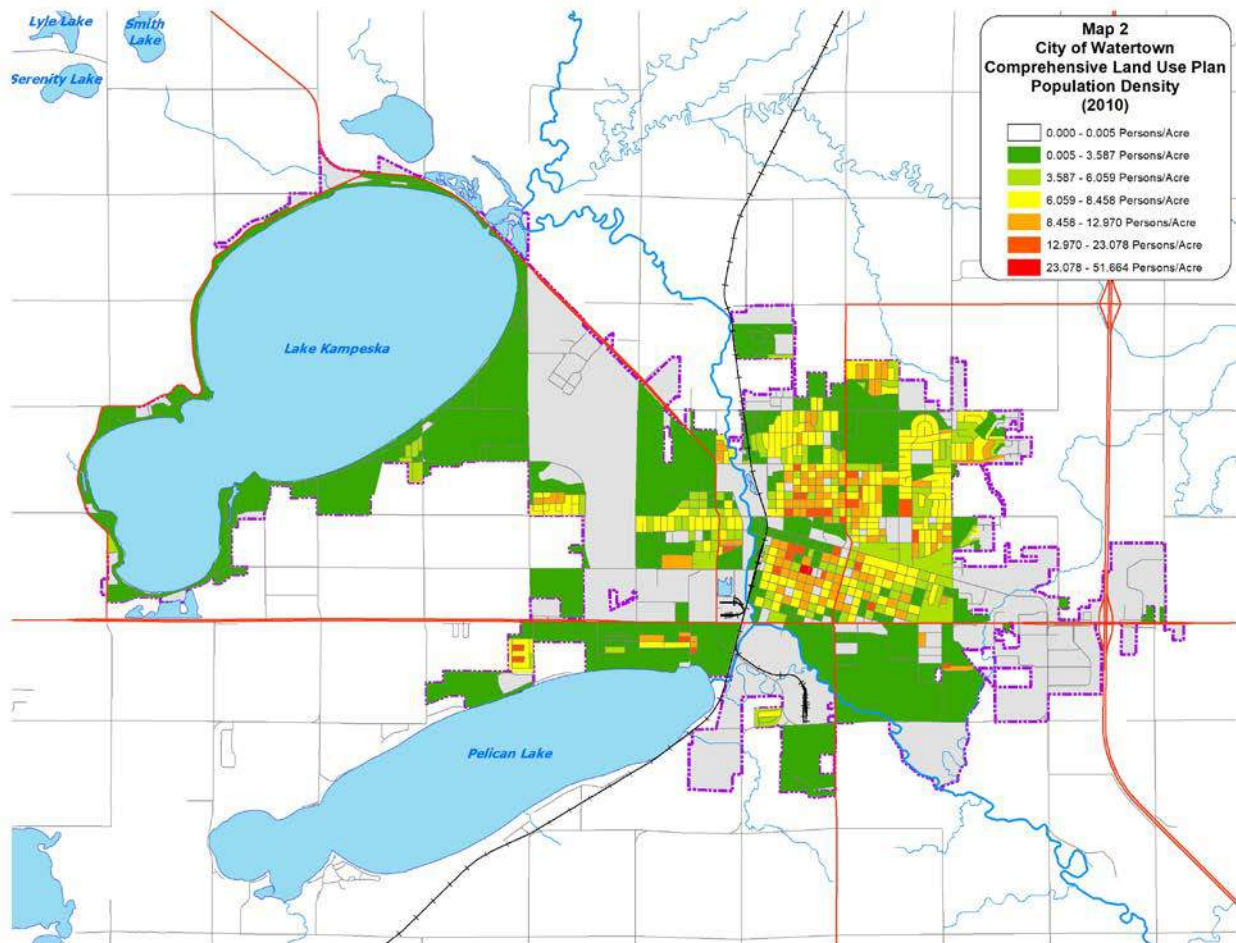 Lyle Lake
Smith
Lake
Serenity Lake
Map 2
City of Watertown
Comprehensive Land Use Plan
Population Density
(2010)
0.000 - 0.005 Persons/Acre
0.005 - 3.587 Persons/Acre
3.587 - 6.059 Persons/Acre
6.059 - 8.458 Persons/Acre
8.458 - 12.970 Persons/Acre
12.970 - 23.078 Persons/Acre
23.078 - 51.664 Persons/Acre
Lake Kampeska
Pelican Lake